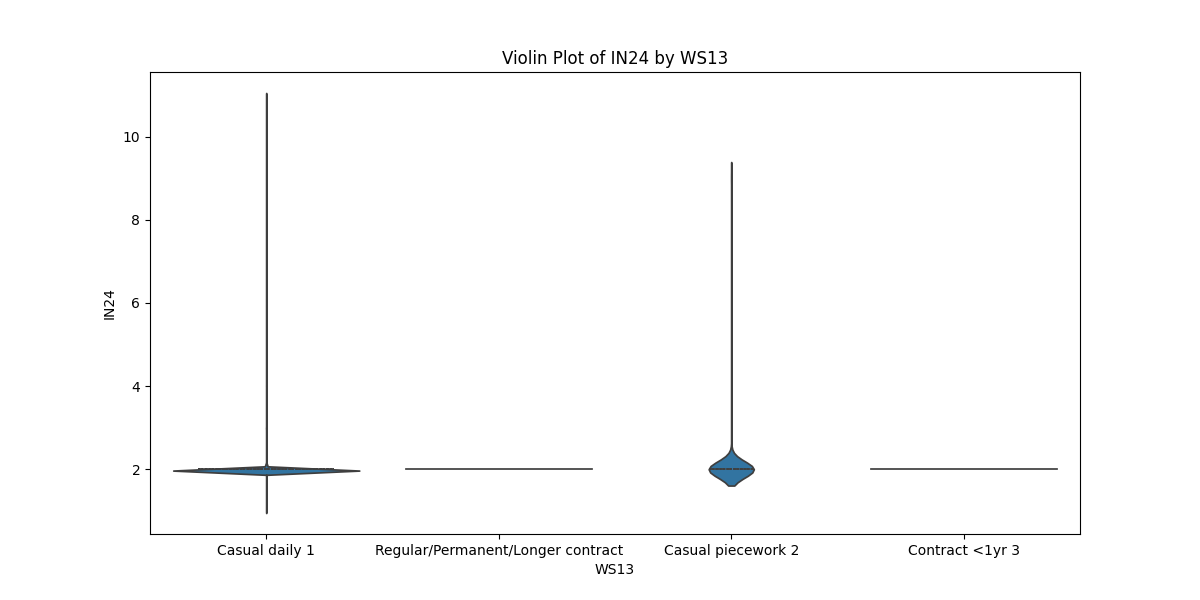 Violin Plot of IN24 by WS13
10
8
6
4
2
IN24
Casual daily 1
Regular/Permanent/Longer contract
Casual piecework 2
Contract <1yr 3
WS13